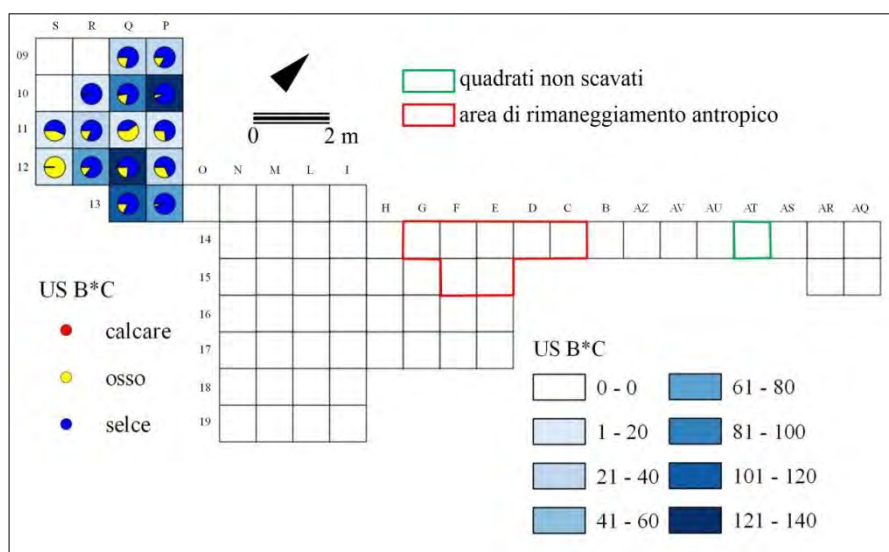 S R Q P
09
10
11
12
13
quadrati non scavati
area di rimaneggiamento antropico
0 2 m
O N M L I
H G F E D C B AZ AV AU AT AS AR AQ
14
15
16
17
18
19
US B*C
calcare
osso
selce
US B*C
0 - 0
1 - 20
21 - 40
41 - 60
61 - 80
81 - 100
101 - 120
121 - 140